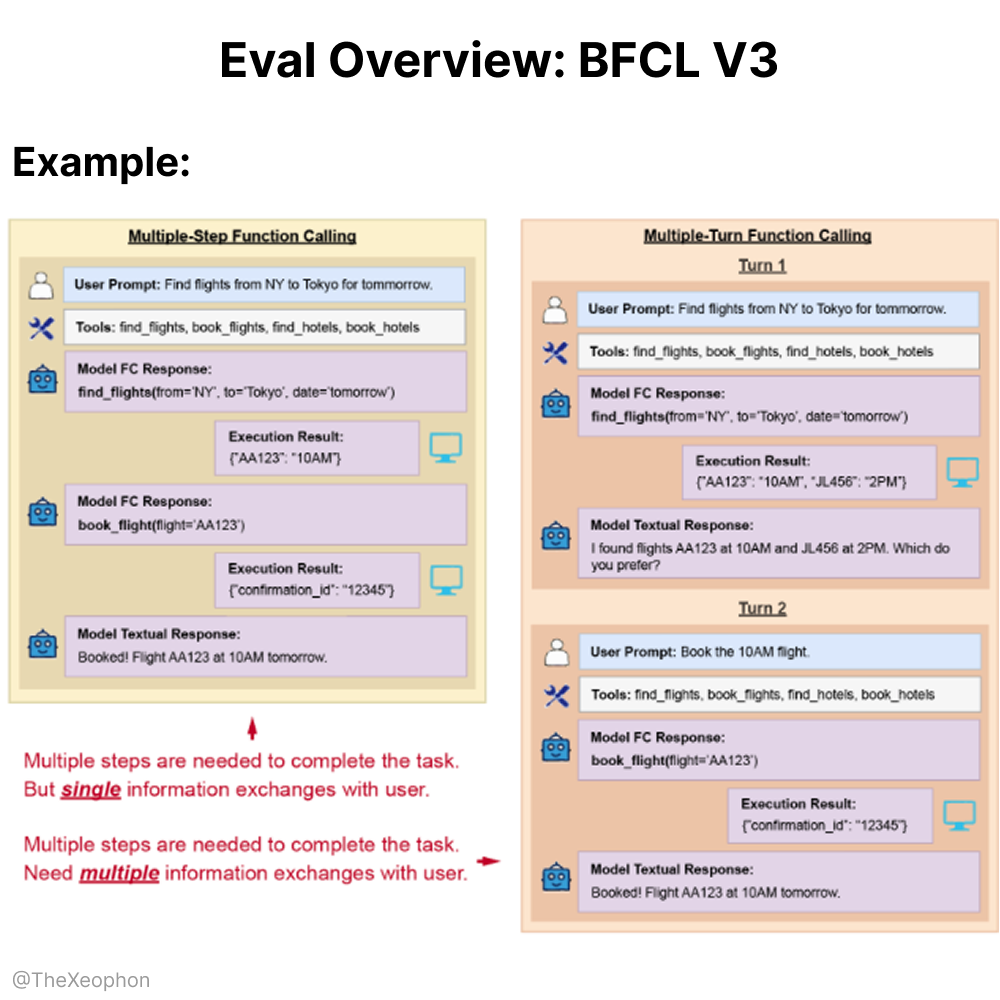 Eval Overview: BFCL V3
Example:
Multiple-Step Function Calling
User Prompt: Find flights from NY to Tokyo for tommorrow.
Tools: find_flights, book_flights, find_hotels, book_hotels
Model FC Response:
find_flights(from='NY', to='Tokyo', date='tomorrow')
Execution Result:
{"AA123": "10AM"}
Model FC Response:
book_flight(flight='AA123')
Execution Result:
{"confirmation_id": "12345"}
Model Textual Response:
Booked! Flight AA123 at 10AM tomorrow.
Multiple steps are needed to complete the task.
But single information exchanges with user.
Multiple steps are needed to complete the task.
Need multiple information exchanges with user.
Multiple-Turn Function Calling
Turn 1
User Prompt: Find flights from NY to Tokyo for tommorrow.
Tools: find_flights, book_flights, find_hotels, book_hotels
Model FC Response:
find_flights(from='NY', to='Tokyo', date='tomorrow')
Execution Result:
{"AA123": "10AM", "JL456": "2PM"}
Model Textual Response:
I found flights AA123 at 10AM and JL456 at 2PM. Which do
you prefer?
Turn 2
User Prompt: Book the 10AM flight.
Tools: find_flights, book_flights, find_hotels, book_hotels
Model FC Response:
book_flight(flight='AA123')
Execution Result:
{"confirmation_id": "12345"}
Model Textual Response:
Booked! Flight AA123 at 10AM tomorrow.
@TheXeophon